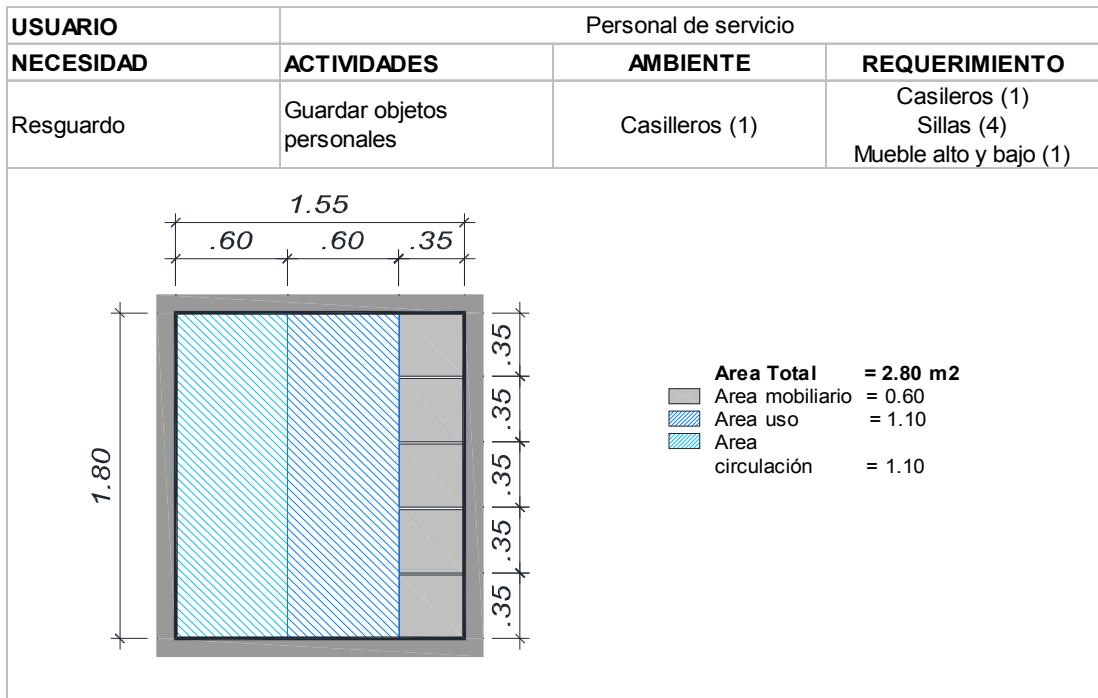 USUARIO Personal de servicio
NECESIDAD ACTIVIDADES AMBIENTE REQUERIMIENTO
Resguardo
Guardar objetos
personales
Casilleros (1)
Casileros (1)
Sillas (4)
Mueble alto y bajo (1)
1.55
.60 .60 .35
1.80
.35
.35
.35
.35
.35
Area Total = 2.80 m2
Area mobiliario = 0.60
Area uso = 1.10
Area
circulación = 1.10